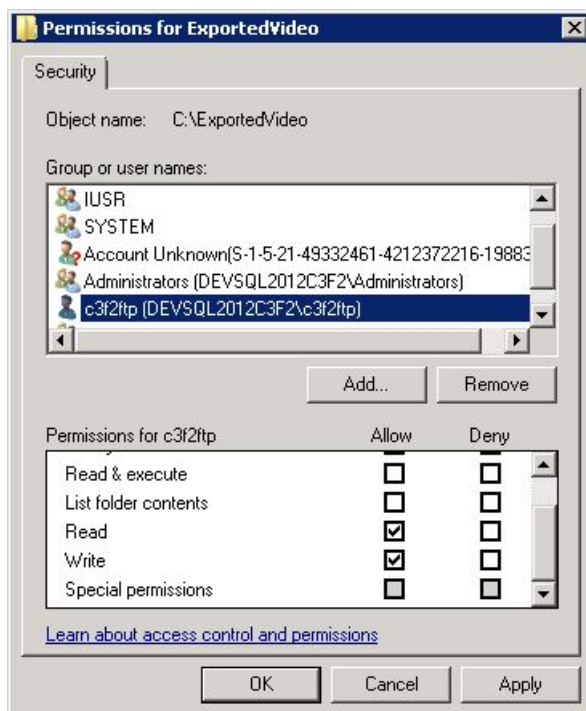 Permissions for ExportedVideo
Security
Object name: C:\ExportedVideo
Group or user names:
IUSR
SYSTEM
Account Unknown(S-1-5-21-49332461-4212372216-19883
Administrators (DEVSQL2012C3F2\Administrators)
c3f2ftp (DEVSQL2012C3F2\c3f2ftp)
Add... Remove
Permissions for c3f2ftp Allow Deny
Read & execute
List folder contents
Read
Write
Special permissions
Learn about access control and permissions
OK Cancel Apply